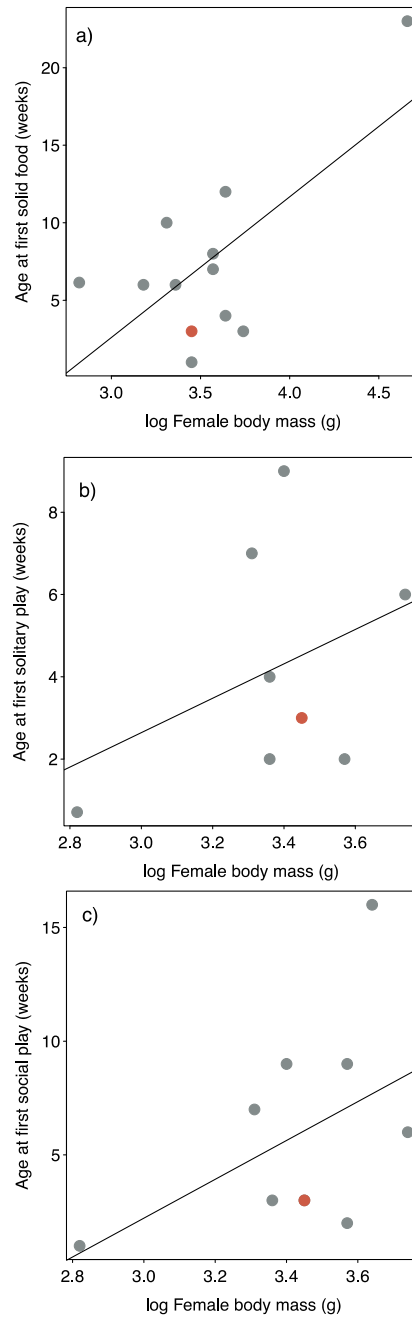 a)
Age at first solid food (weeks)
20
15
10
5
3.0 3.5 4.0 4.5
log Female body mass (g)
b)
Age at first solitary play (weeks)
8
6
4
2
2.8 3.0 3.2 3.4 3.6
log Female body mass (g)
c)
Age at first social play (weeks)
15
10
5
2.8 3.0 3.2 3.4 3.6
log Female body mass (g)